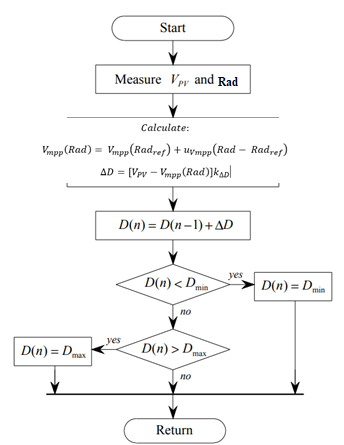 Start
Measure V_PV and Rad
Calculate:
V_mpp(Rad) = V_mpp(Rad_ref) + u_Vmpp(Rad − Rad_ref)
ΔD = [V_PV − V_mpp(Rad)]k_ΔD|
D(n) = D(n−1) + ΔD
D(n) < D_min
yes
D(n) = D_min
no
D(n) = D_max
yes
D(n) > D_max
no
Return